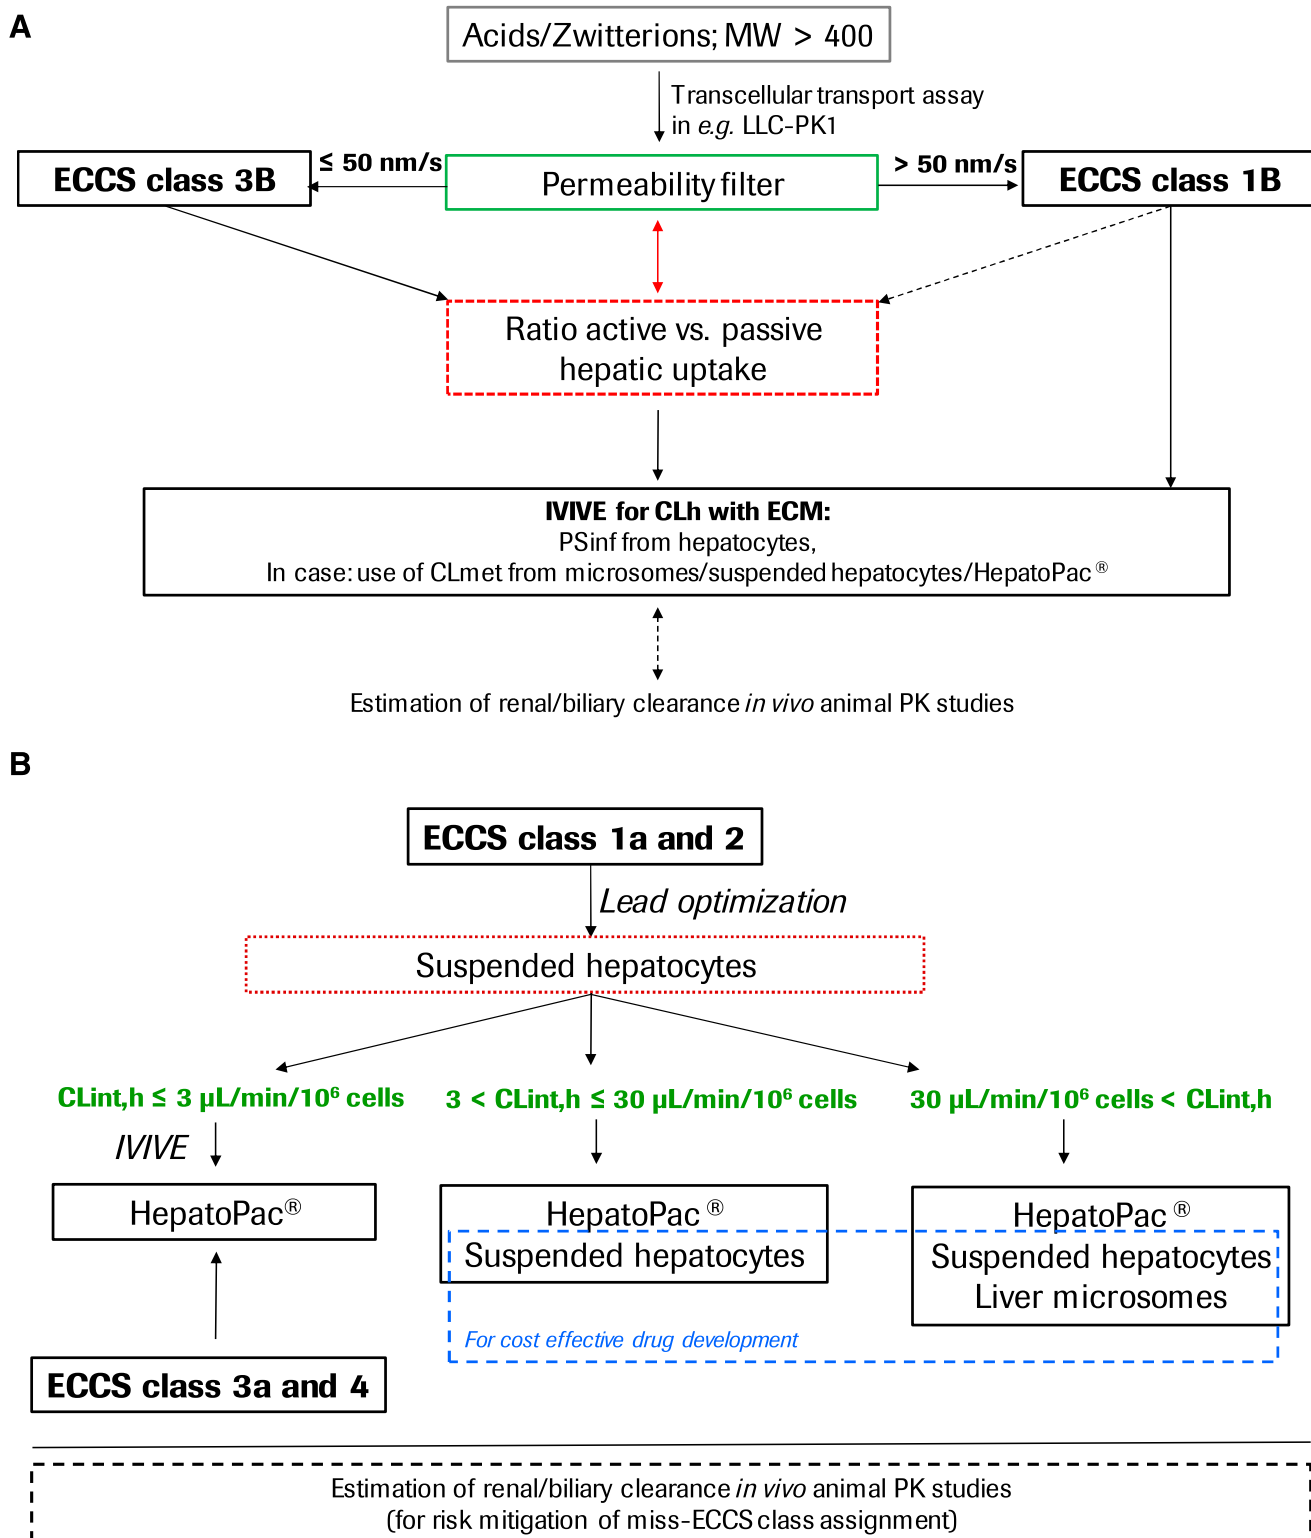 A
Acids/Zwitterions; MW > 400
Transcellular transport assay
in e.g. LLC-PK1
ECCS class 3B
≤ 50 nm/s
Permeability filter
> 50 nm/s
ECCS class 1B
Ratio active vs. passive
hepatic uptake
IVIVE for CLh with ECM:
PSinf from hepatocytes,
In case: use of CLmet from microsomes/suspended hepatocytes/HepatoPac®
Estimation of renal/biliary clearance in vivo animal PK studies
B
ECCS class 1a and 2
Lead optimization
Suspended hepatocytes
CLint,h ≤ 3 µL/min/10⁶ cells
3 < CLint,h ≤ 30 µL/min/10⁶ cells
30 µL/min/10⁶ cells < CLint,h
IVIVE
HepatoPac®
HepatoPac®
Suspended hepatocytes
HepatoPac®
Suspended hepatocytes
Liver microsomes
For cost effective drug development
ECCS class 3a and 4
Estimation of renal/biliary clearance in vivo animal PK studies
(for risk mitigation of miss-ECCS class assignment)